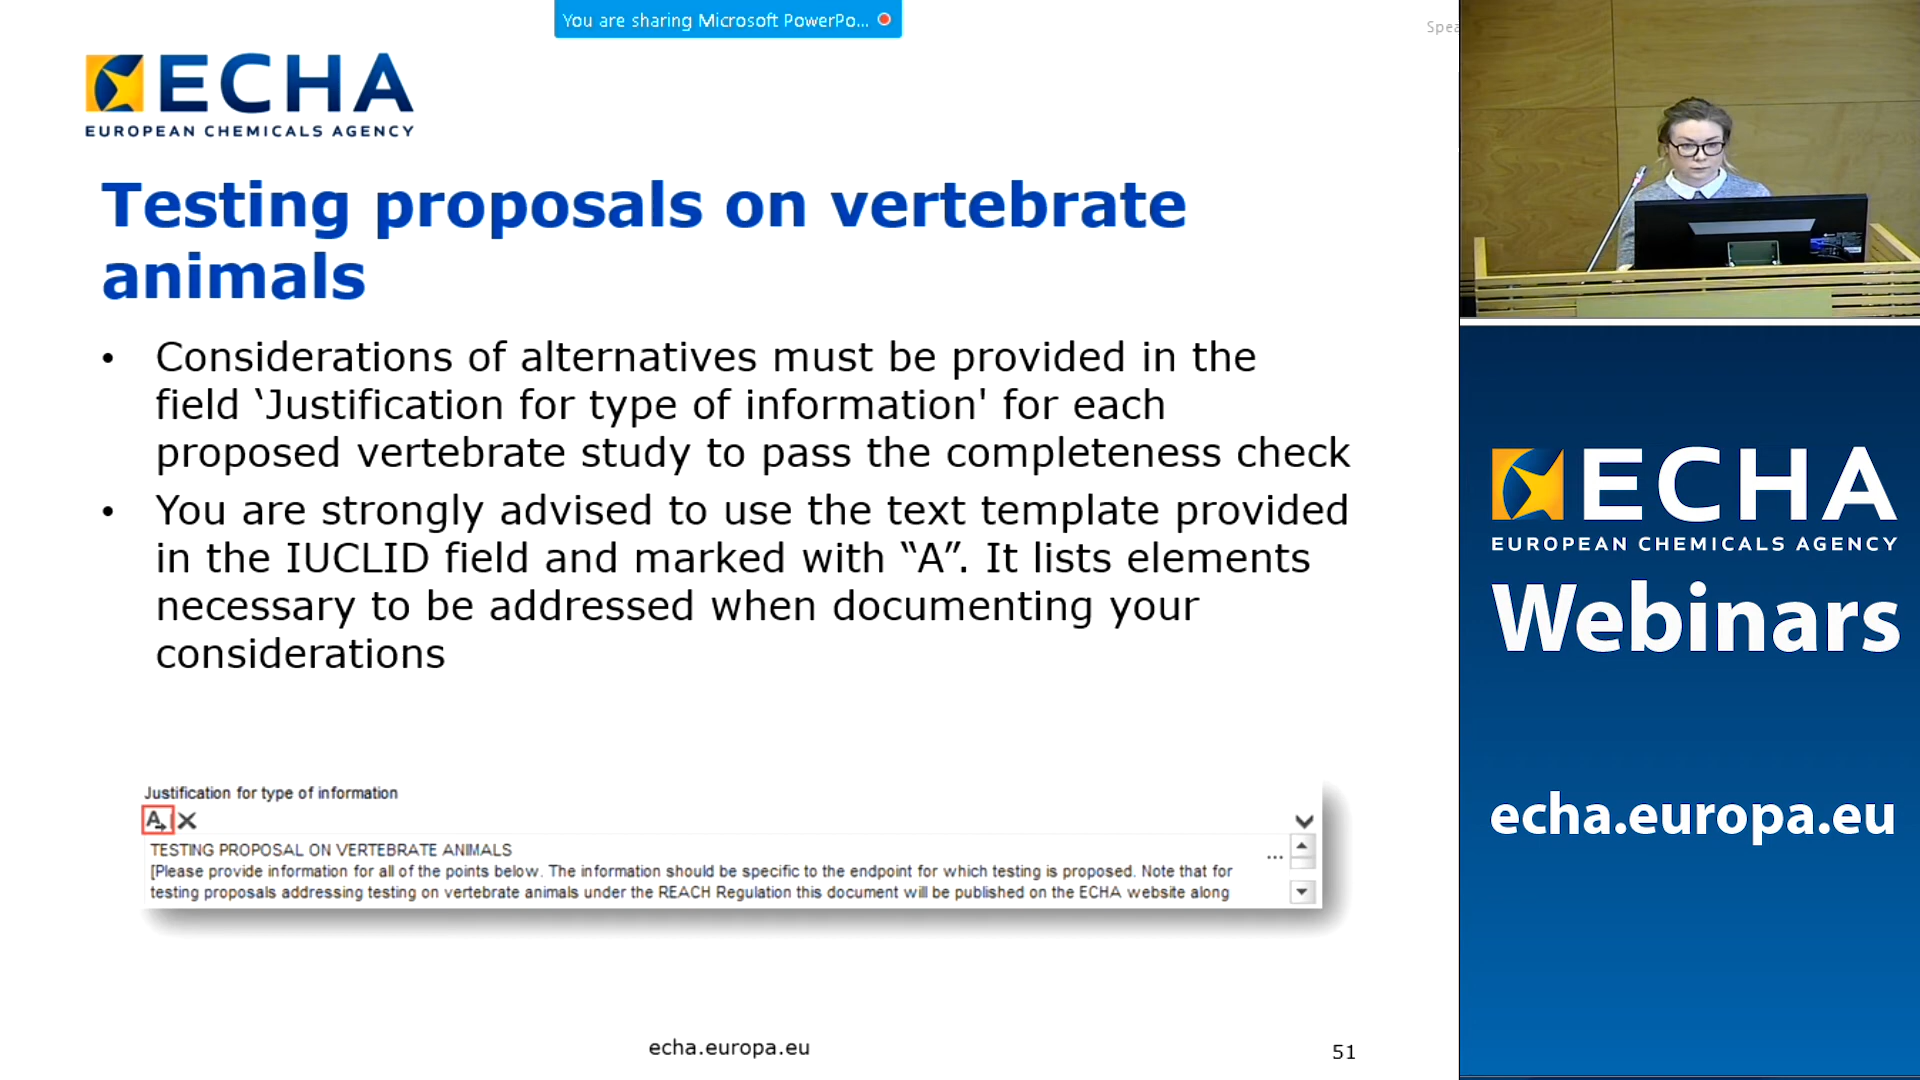 You are sharing Microsoft PowerPo...
ECHA
EUROPEAN CHEMICALS AGENCY
Testing proposals on vertebrate
animals
• Considerations of alternatives must be provided in the
field ‘Justification for type of information' for each
proposed vertebrate study to pass the completeness check
• You are strongly advised to use the text template provided
in the IUCLID field and marked with “A”. It lists elements
necessary to be addressed when documenting your
considerations
Justification for type of information
A
TESTING PROPOSAL ON VERTEBRATE ANIMALS
...
[Please provide information for all of the points below. The information should be specific to the endpoint for which testing is proposed. Note that for
testing proposals addressing testing on vertebrate animals under the REACH Regulation this document will be published on the ECHA website along
echa.europa.eu
51
Spea
ECHA
EUROPEAN CHEMICALS AGENCY
Webinars
echa.europa.eu